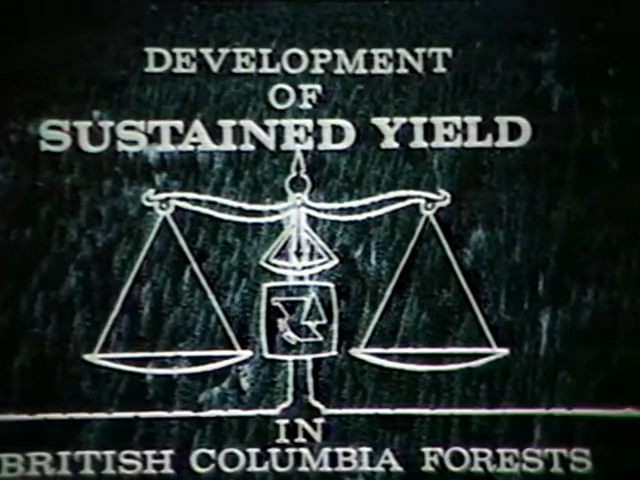 DEVELOPMENT
OF
SUSTAINED YIELD
IN
BRITISH COLUMBIA FORESTS